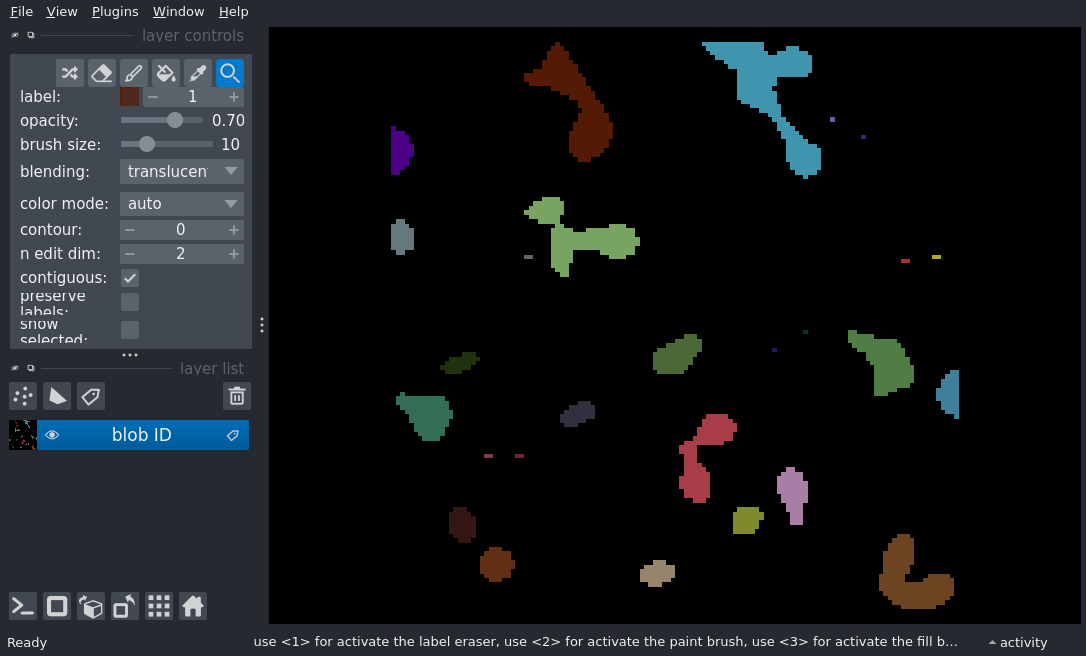 File View Plugins Window Help
layer controls
label: 1
opacity: 0.70
brush size: 10
blending: translucen
color mode: auto
contour: 0
n edit dim: 2
contiguous:
preserve
labels:
show
selected:
layer list
blob ID
Ready
use <1> for activate the label eraser, use <2> for activate the paint brush, use <3> for activate the fill b…
activity